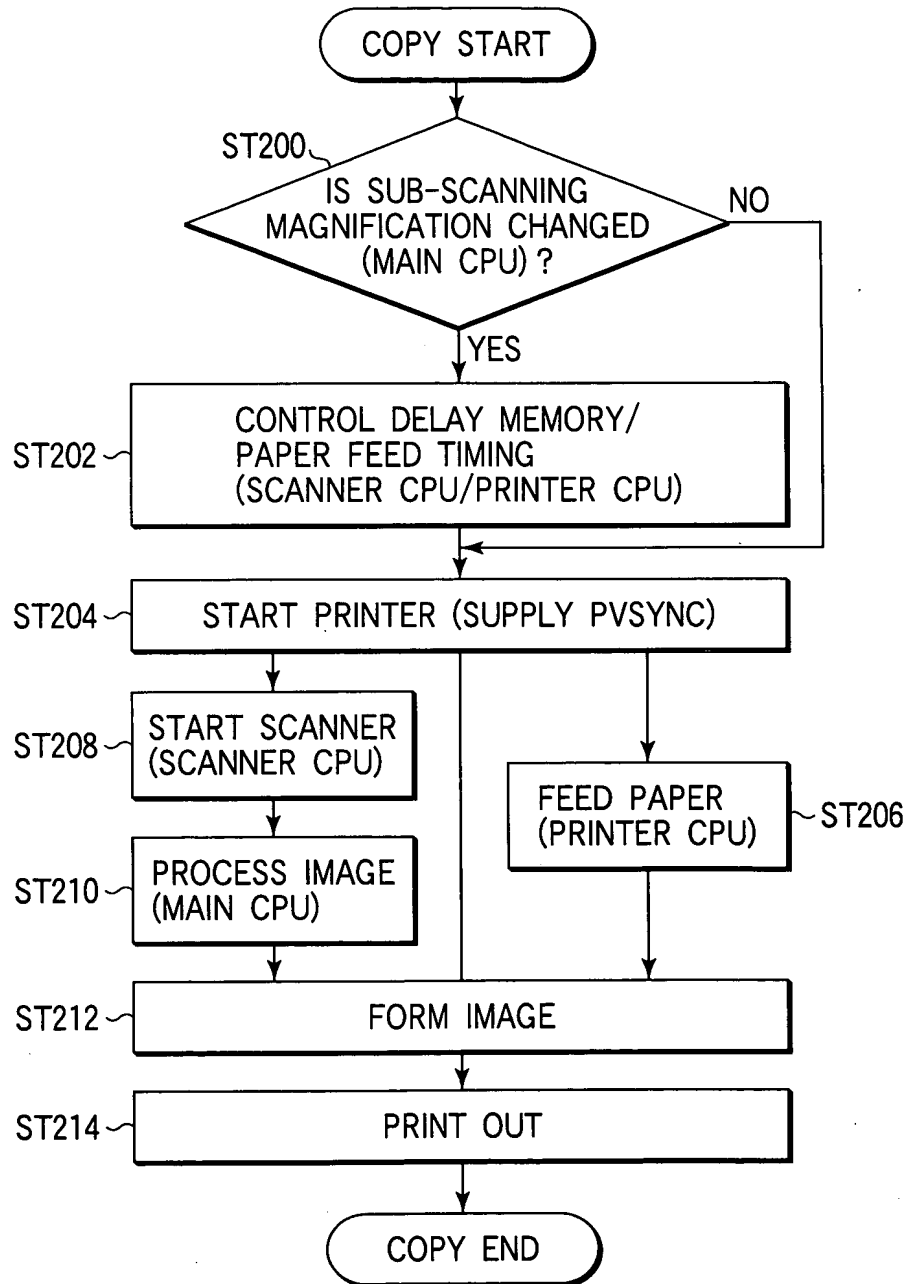 COPY START
ST200
IS SUB-SCANNING
MAGNIFICATION CHANGED
(MAIN CPU) ?
NO
YES
ST202
CONTROL DELAY MEMORY/
PAPER FEED TIMING
(SCANNER CPU/PRINTER CPU)
ST204
START PRINTER (SUPPLY PVSYNC)
ST208
START SCANNER
(SCANNER CPU)
FEED PAPER
(PRINTER CPU)
ST206
ST210
PROCESS IMAGE
(MAIN CPU)
ST212
FORM IMAGE
ST214
PRINT OUT
COPY END